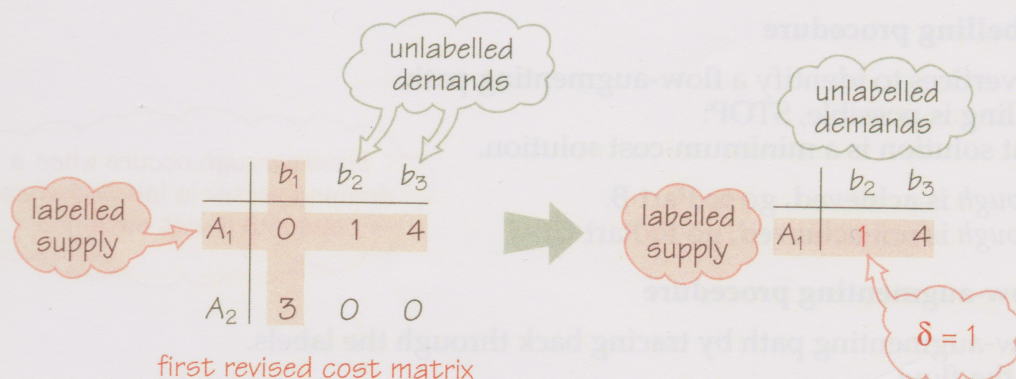 unlabelled
demands
b₁ b₂ b₃
labelled
supply
A₁ 0 1 4
A₂ 3 0 0
first revised cost matrix
unlabelled
demands
b₂ b₃
labelled
supply
A₁ 1 4
δ = 1